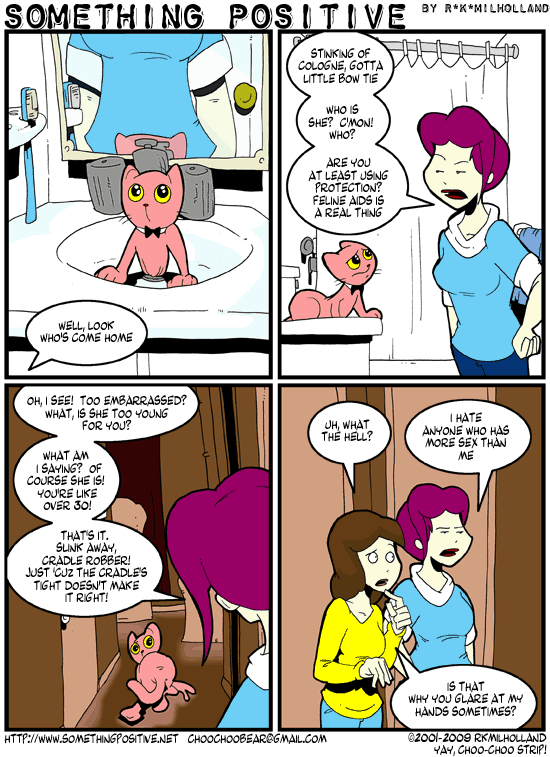 SOMETHING POSITIVE BY R*K*MILHOLLAND
WELL, LOOK
WHO'S COME HOME
STINKING OF
COLOGNE, GOTTA
LITTLE BOW TIE
WHO IS
SHE? C'MON!
WHO?
ARE YOU
AT LEAST USING
PROTECTION?
FELINE AIDS IS
A REAL THING
OH, I SEE! TOO EMBARRASSED?
WHAT, IS SHE TOO YOUNG
FOR YOU?
WHAT AM
I SAYING? OF
COURSE SHE IS!
YOU'RE LIKE
OVER 30!
THAT'S IT.
SLINK AWAY,
CRADLE ROBBER!
JUST 'CUZ THE CRADLE'S
TIGHT DOESN'T MAKE
IT RIGHT!
UH, WHAT
THE HELL?
I HATE
ANYONE WHO HAS
MORE SEX THAN
ME
IS THAT
WHY YOU GLARE AT MY
HANDS SOMETIMES?
HTTP://WWW.SOMETHINGPOSITIVE.NET CHOOCHOOBEAR@GMAIL.COM
©2001-2009 RKMILHOLLAND
YAY, CHOO-CHOO STRIP!